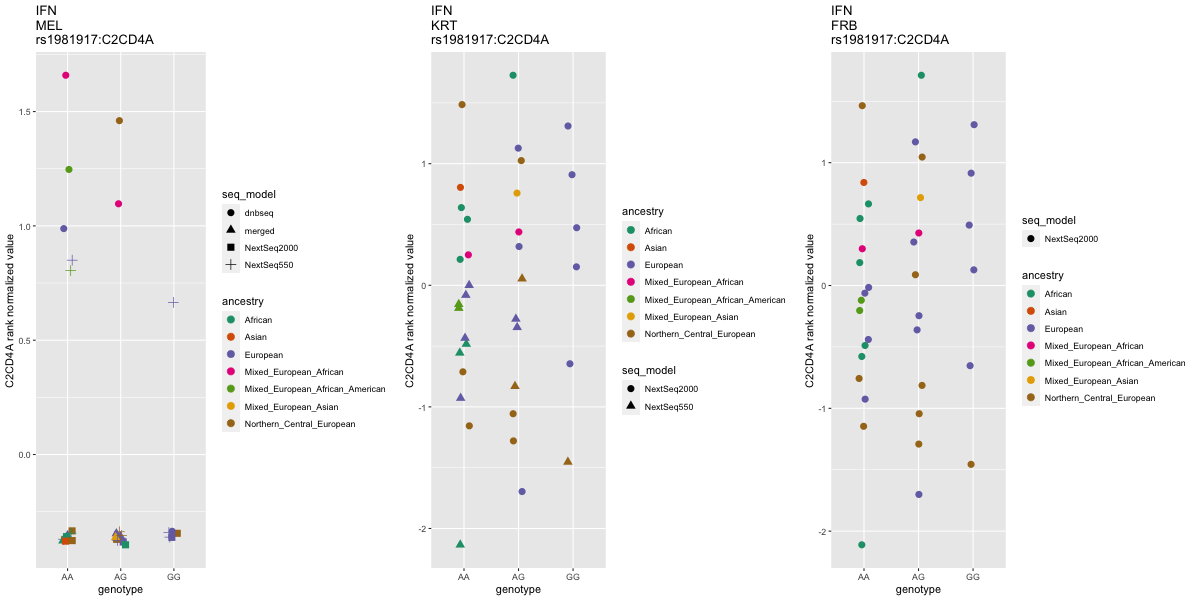 IFN
MEL
rs1981917:C2CD4A
C2CD4A rank normalized value
1.5
1.0
0.5
0.0
AA
AG
GG
genotype
seq_model
dnbseq
merged
NextSeq2000
NextSeq550
ancestry
African
Asian
European
Mixed_European_African
Mixed_European_African_American
Mixed_European_Asian
Northern_Central_European
IFN
KRT
rs1981917:C2CD4A
C2CD4A rank normalized value
1
0
-1
-2
AA
AG
GG
genotype
ancestry
African
Asian
European
Mixed_European_African
Mixed_European_African_American
Mixed_European_Asian
Northern_Central_European
seq_model
NextSeq2000
NextSeq550
IFN
FRB
rs1981917:C2CD4A
C2CD4A rank normalized value
1
0
-1
-2
AA
AG
GG
genotype
seq_model
NextSeq2000
ancestry
African
Asian
European
Mixed_European_African
Mixed_European_African_American
Mixed_European_Asian
Northern_Central_European